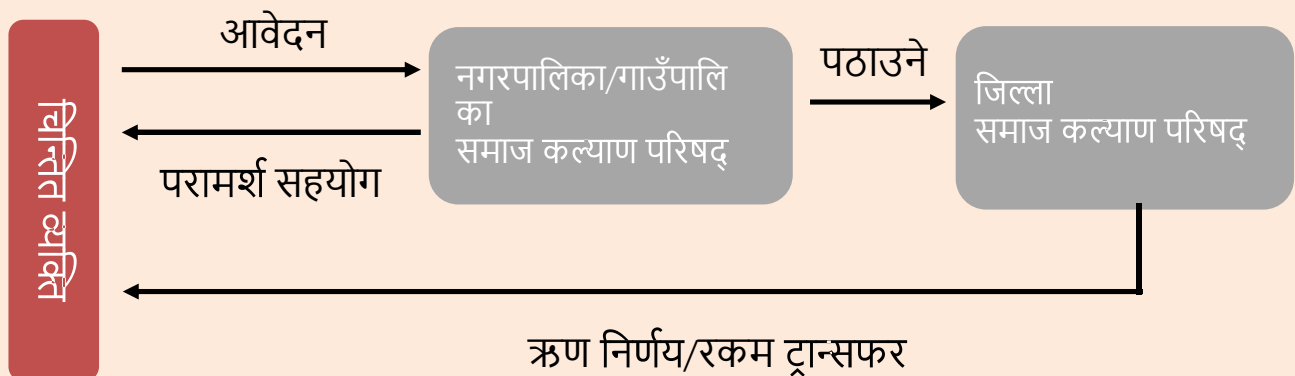 चिन्तित व्यक्ति
आवेदन
परामर्श सहयोग
नगरपालिका/गाउँपालि
का
समाज कल्याण परिषद्
पठाउने
जिल्ला
समाज कल्याण परिषद्
ऋण निर्णय/रकम ट्रान्सफर